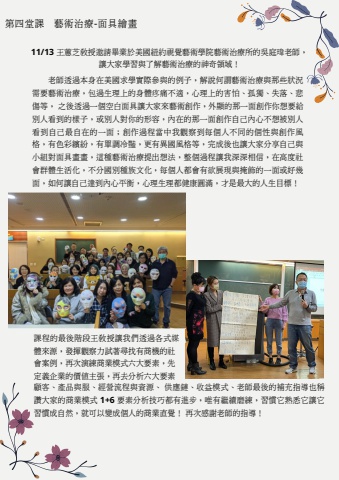 第四堂課　藝術治療-面具繪畫
11/13 王蕙芝教授邀請畢業於美國紐約視覺藝術學院藝術治療所的吳庭瑋老師，
讓大家學習與了解藝術治療的神奇領域！
老師透過本身在美國求學實際參與的例子，解說何謂藝術治療與那些狀況
需要藝術治療，包過生理上的身體疼痛不適，心理上的害怕、孤獨、失落、悲
傷等，之後透過一個空白面具讓大家來藝術創作，外顯的那一面創作你想要給
別人看到的樣子，或別人對你的形容，內在的那一面創作自己內心不想被別人
看到自己最自在的一面；創作過程當中我觀察到每個人不同的個性與創作風
格，有色彩繽紛，有單調冷豔，更有異國風格等，完成後也讓大家分享自己與
小組對面具畫畫，這種藝術治療提出想法，整個過程讓我深深相信，在高度社
會群體生活化，不分國別種族文化，每個人都會有欲展現與掩飾的一面或好幾
面，如何讓自己達到內心平衡，心理生理都健康圓滿，才是最大的人生目標！
課程的最後階段王教授讓我們透過各式媒
體來源，發揮觀察力試著尋找有商機的社
會案例，再次演練商業模式六大要素，先
定義企業的價值主張，再去分析六大要素
顧客、產品與服、經營流程與資源、 供應鏈、收益模式、老師最後的補充指導也稱
讚大家的商業模式 1+6 要素分析技巧都有進步，唯有繼續磨練，習慣它熟悉它讓它
習慣成自然，就可以變成個人的商業直覺！ 再次感謝老師的指導！